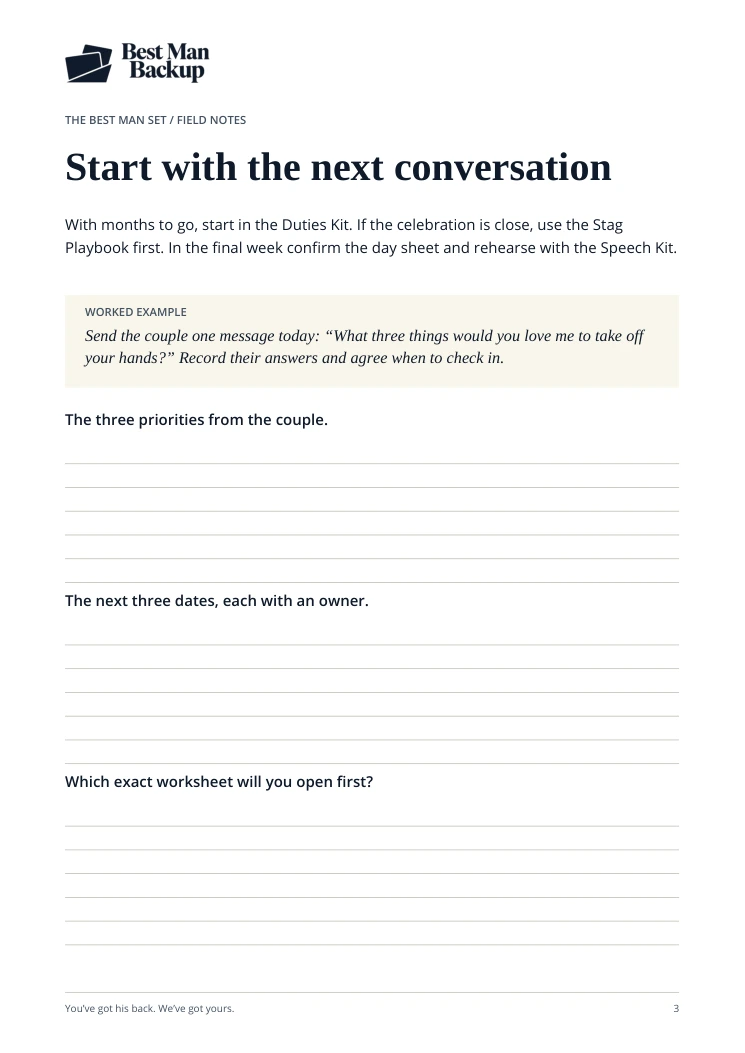 Best Man
Backup
THE BEST MAN SET / FIELD NOTES
Start with the next conversation
With months to go, start in the Duties Kit. If the celebration is close, use the Stag
Playbook first. In the final week confirm the day sheet and rehearse with the Speech Kit.
WORKED EXAMPLE
Send the couple one message today: “What three things would you love me to take off
your hands?” Record their answers and agree when to check in.
The three priorities from the couple.
The next three dates, each with an owner.
Which exact worksheet will you open first?
You’ve got his back. We’ve got yours.
3